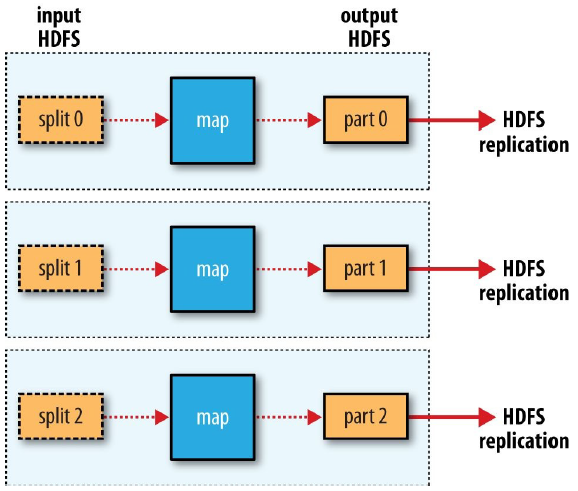 input
HDFS
output
HDFS
split 0
map
part 0
HDFS
replication
split 1
map
part 1
HDFS
replication
split 2
map
part 2
HDFS
replication